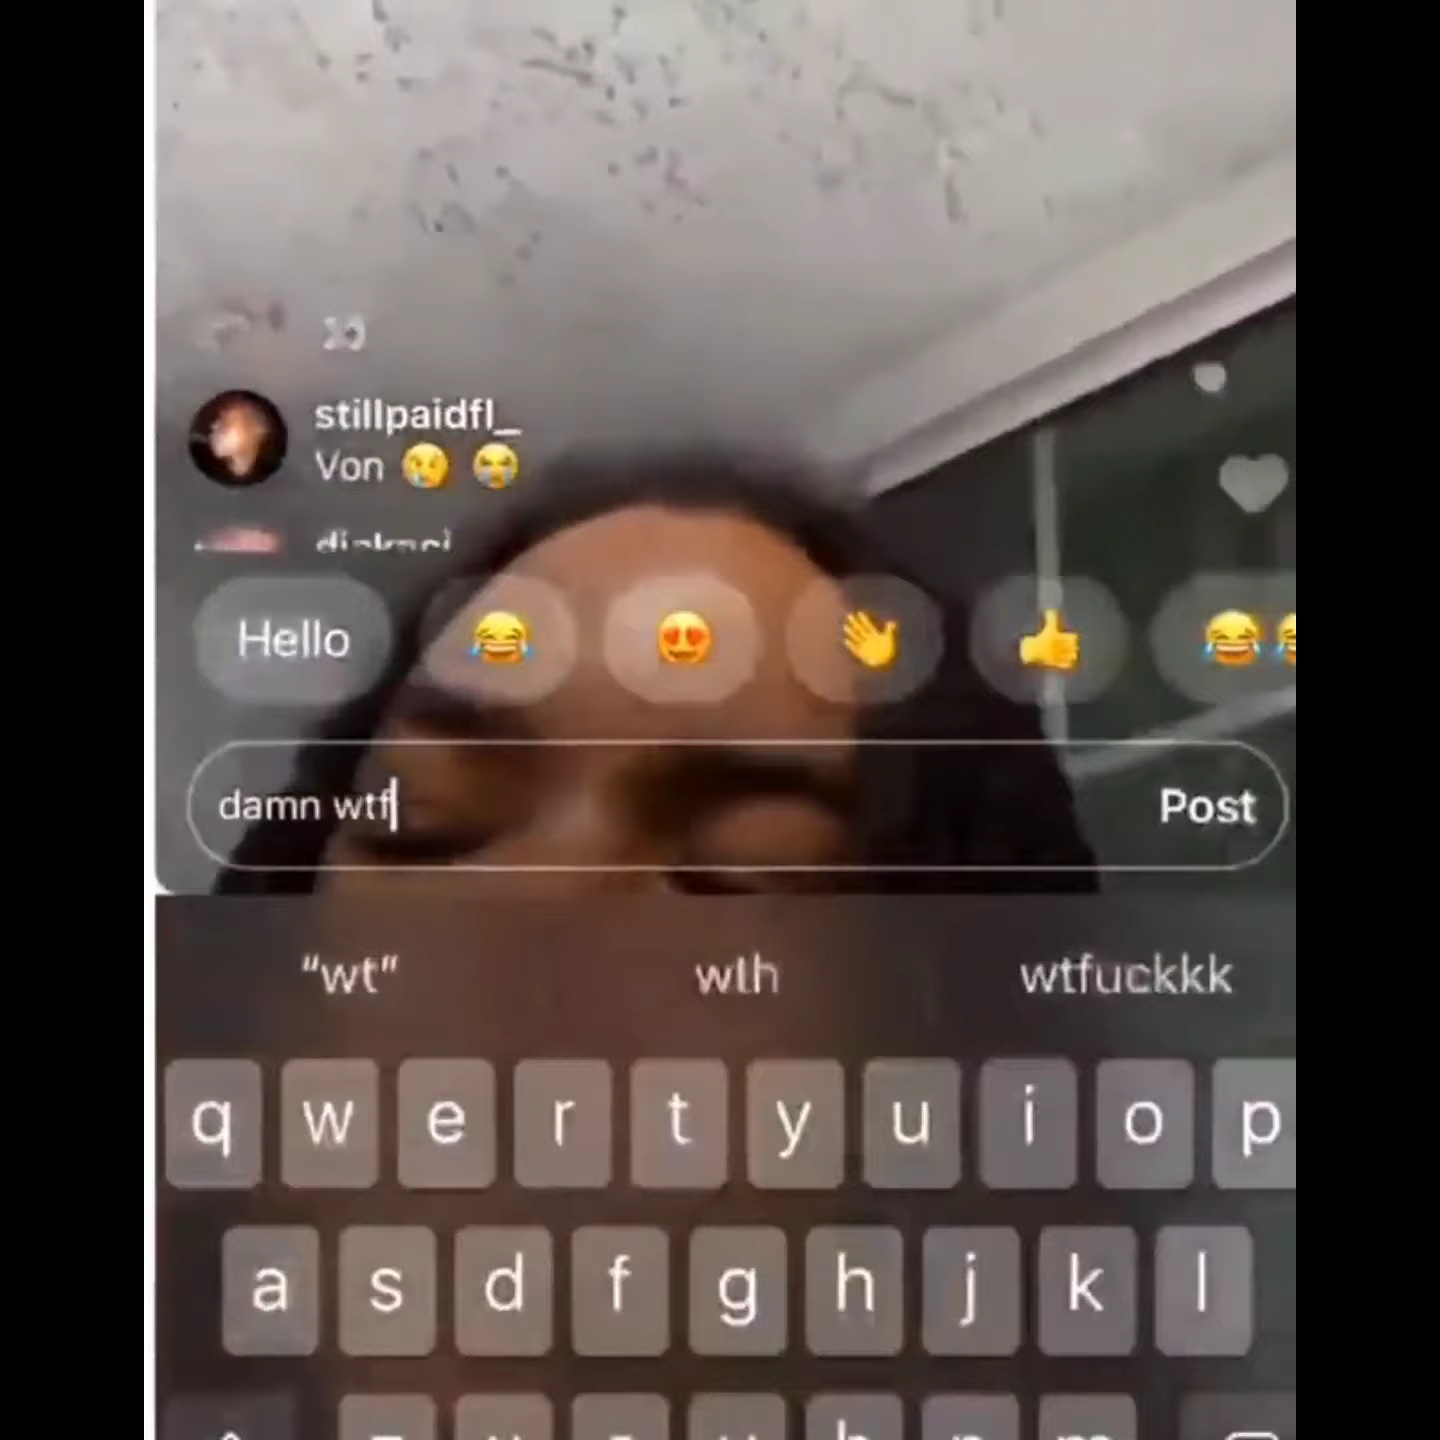 stillpaidfl_
Von 🤨 😭
Hello 😂 😍 👋 👍 😂
damn wtf
Post
“wt” wth wtfuckkk
q w e r t y u i o p
a s d f g h j k l